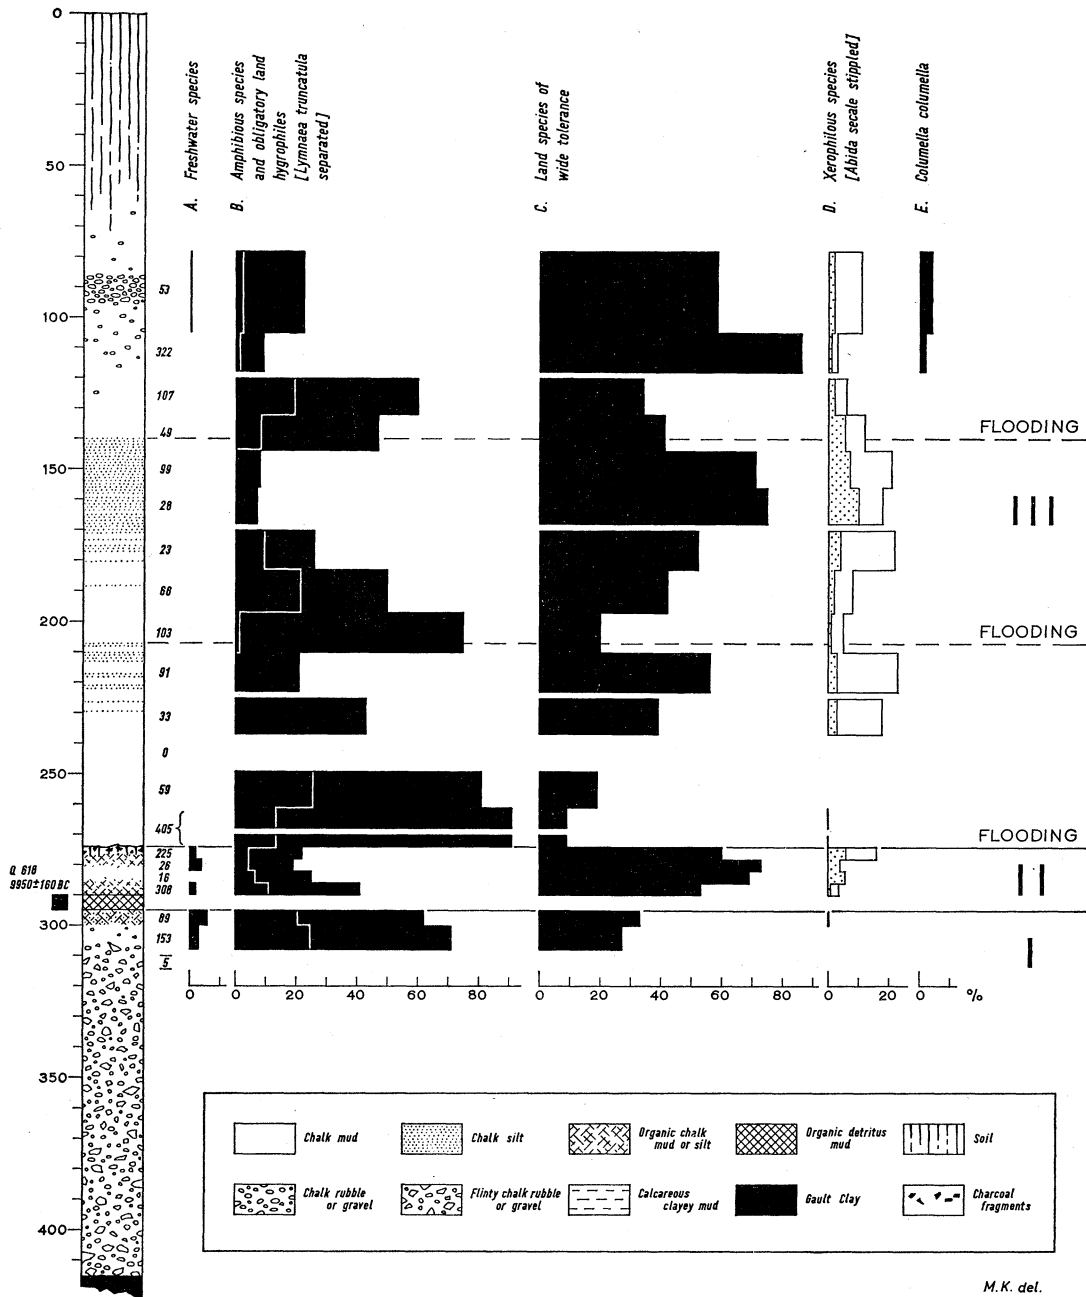 A. Freshwater species
B. Amphibious species
and obligatory land
hygrophiles
[Lymnaea truncatula
separated]
C. Land species of
wide tolerance
D. Xerophilous species
[Abida secale stippled]
E. Columella columella
0
50
100
150
200
250
300
350
400
53
322
107
49
99
28
23
68
103
91
33
0
59
405 {
225
26
16
308
89
153
5
Q 618
9950±160 BC
FLOODING
III
FLOODING
FLOODING
II
I
0
0 20 40 60 80
0 20 40 60 80
0 20
0
%
Chalk mud
Chalk silt
Organic chalk
mud or silt
Organic detritus
mud
Soil
Chalk rubble
or gravel
Flinty chalk rubble
or gravel
Calcareous
clayey mud
Gault Clay
Charcoal
fragments
M.K. del.